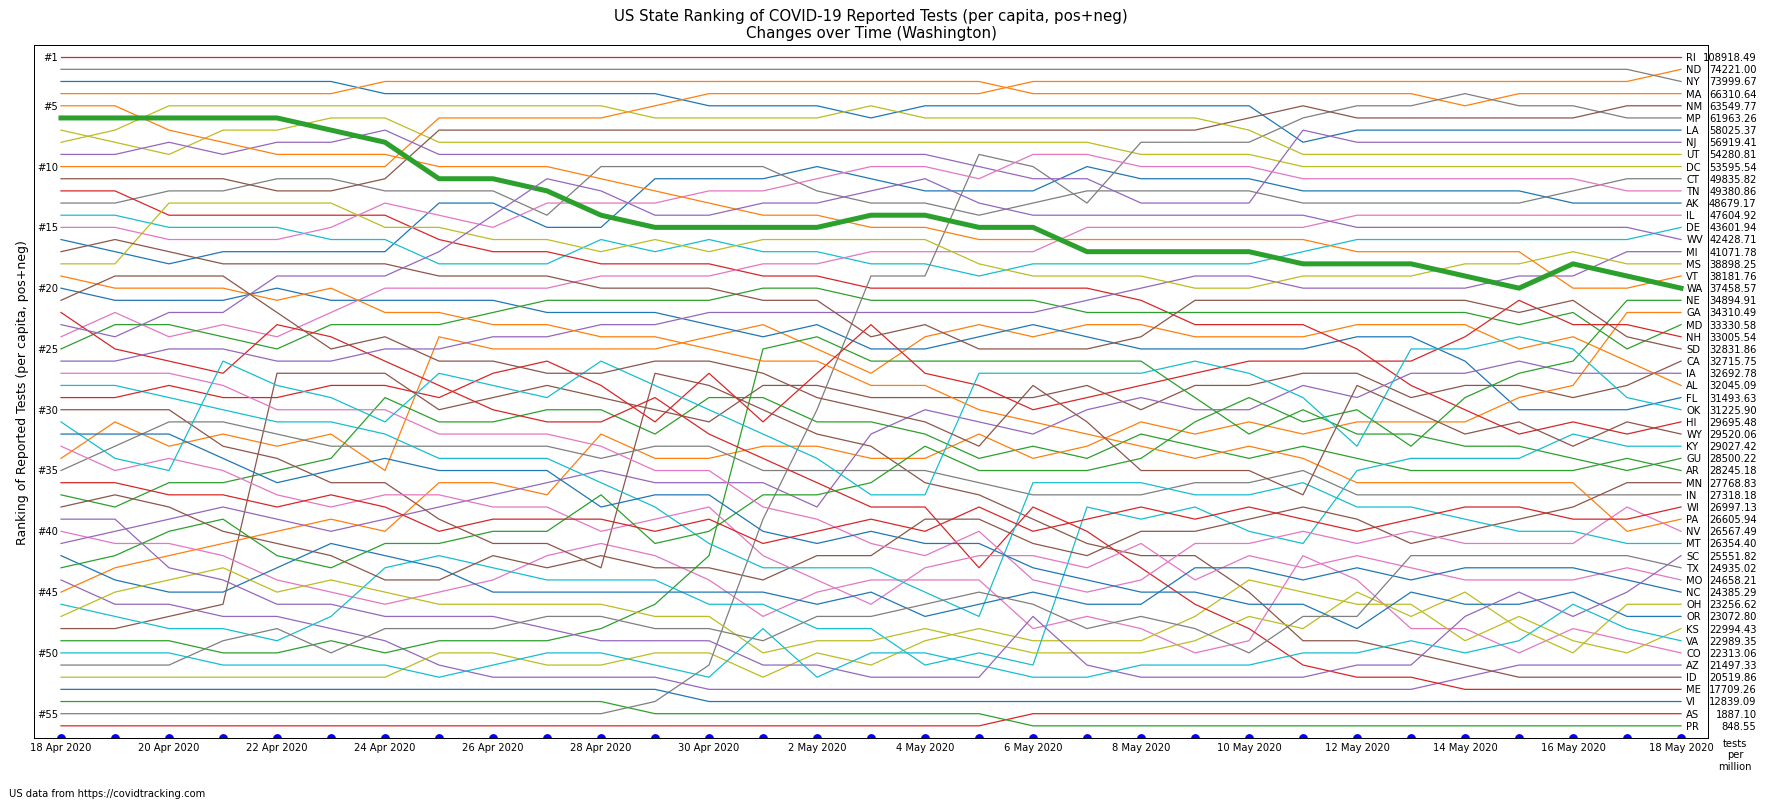 US State Ranking of COVID-19 Reported Tests (per capita, pos+neg)
Changes over Time (Washington)
Ranking of Reported Tests (per capita, pos+neg)
#1
#5
#10
#15
#20
#25
#30
#35
#40
#45
#50
#55
RI 108918.49
ND 74221.00
NY 73999.67
MA 66310.64
NM 63549.77
MP 61963.26
LA 58025.37
NJ 56919.41
UT 54280.81
DC 53595.54
CT 49835.82
TN 49380.86
AK 48679.17
IL 47604.92
DE 43601.94
WV 42428.71
MI 41071.78
MS 38898.25
VT 38181.76
WA 37458.57
NE 34894.91
GA 34310.49
MD 33330.58
NH 33005.54
SD 32831.86
CA 32715.75
IA 32692.78
AL 32045.09
FL 31493.63
OK 31225.90
HI 29695.48
WY 29520.06
KY 29027.42
GU 28500.22
AR 28245.18
MN 27768.83
IN 27318.18
WI 26997.13
PA 26605.94
NV 26567.49
MT 26354.40
SC 25551.82
TX 24935.02
MO 24658.21
NC 24385.29
OH 23256.62
OR 23072.80
KS 22994.43
VA 22989.35
CO 22313.06
AZ 21497.33
ID 20519.86
ME 17709.26
VI 12839.09
AS 1887.10
PR 848.55
18 Apr 2020 20 Apr 2020 22 Apr 2020 24 Apr 2020 26 Apr 2020 28 Apr 2020 30 Apr 2020 2 May 2020 4 May 2020 6 May 2020 8 May 2020 10 May 2020 12 May 2020 14 May 2020 16 May 2020 18 May 2020
tests
per
million
US data from https://covidtracking.com